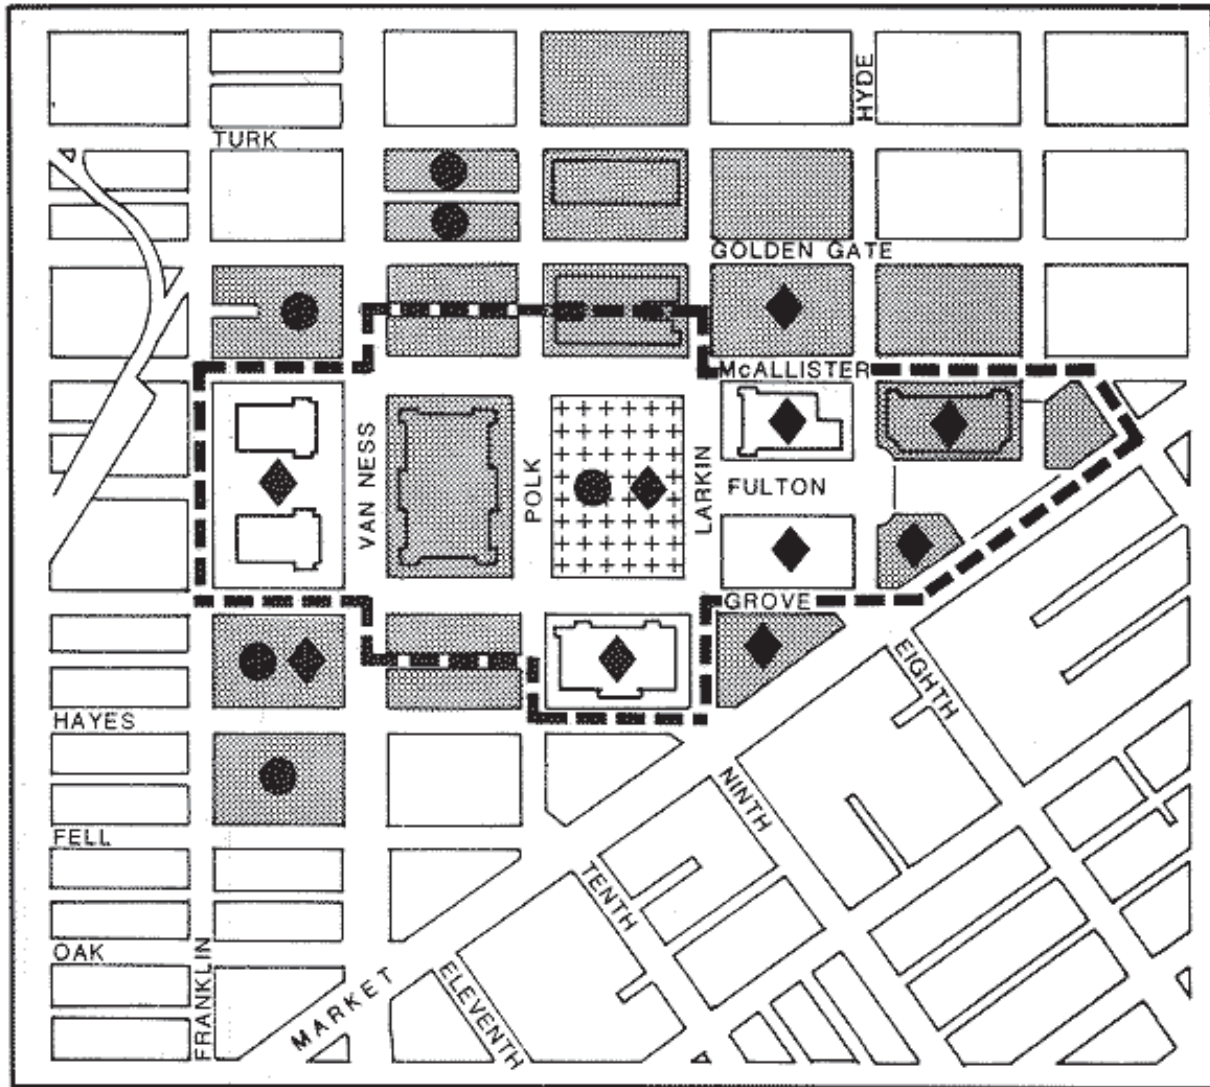 HYDE
TURK
GOLDEN GATE
McALLISTER
VAN NESS
POLK
LARKIN
FULTON
GROVE
EIGHTH
HAYES
NINTH
FELL
TENTH
OAK
FRANKLIN
MARKET
ELEVENTH